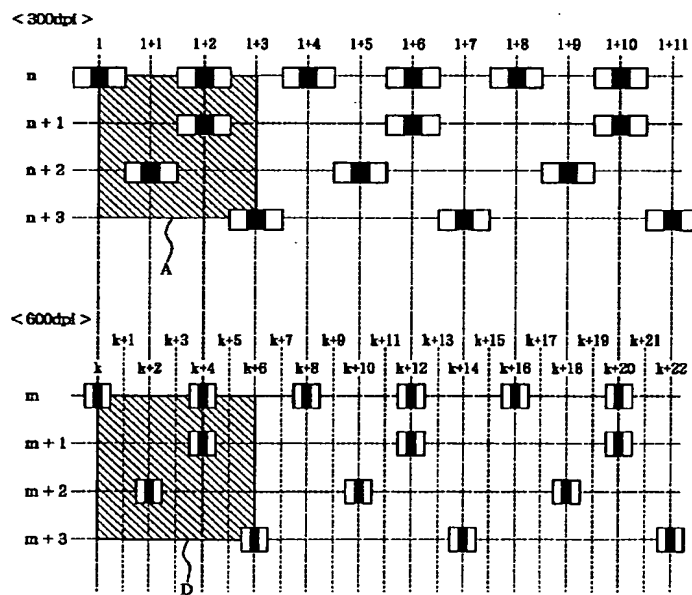 <300dpi>
l l+1 l+2 l+3 l+4 l+5 l+6 l+7 l+8 l+9 l+10 l+11
n
n+1
n+2
n+3
A
<600dpi>
k+1 k+3 k+5 k+7 k+9 k+11 k+13 k+15 k+17 k+19 k+21
k k+2 k+4 k+6 k+8 k+10 k+12 k+14 k+16 k+18 k+20 k+22
m
m+1
m+2
m+3
D